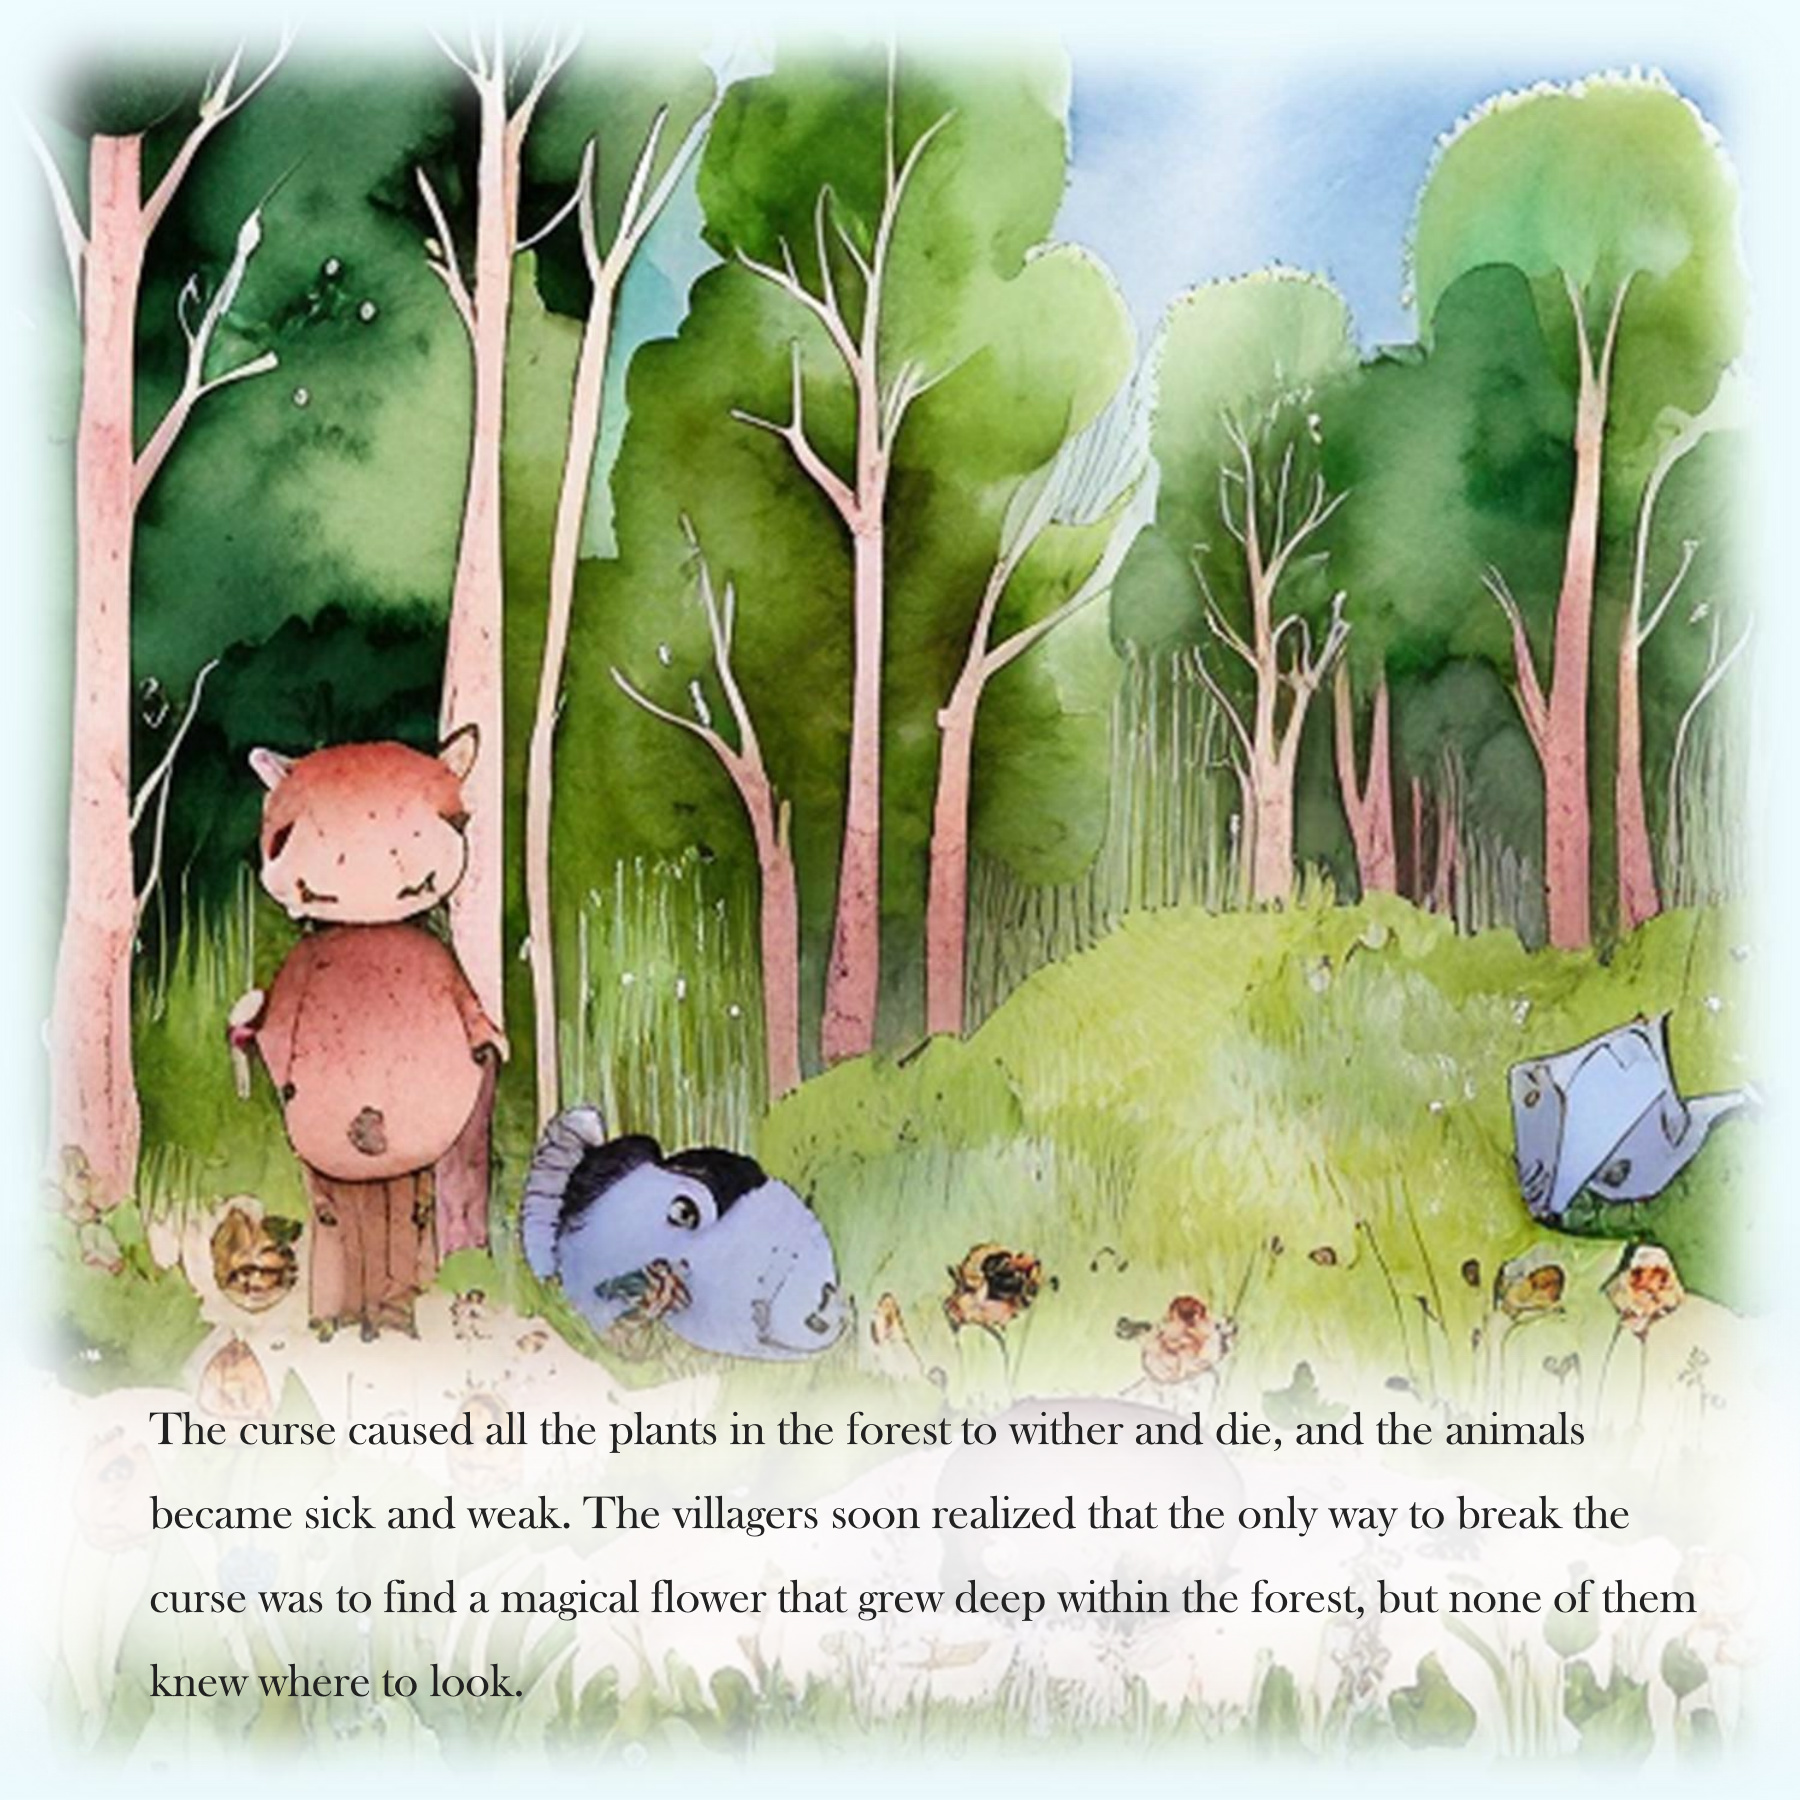 The curse caused all the plants in the forest to wither and die, and the animals
became sick and weak. The villagers soon realized that the only way to break the
curse was to find a magical flower that grew deep within the forest, but none of them
knew where to look.